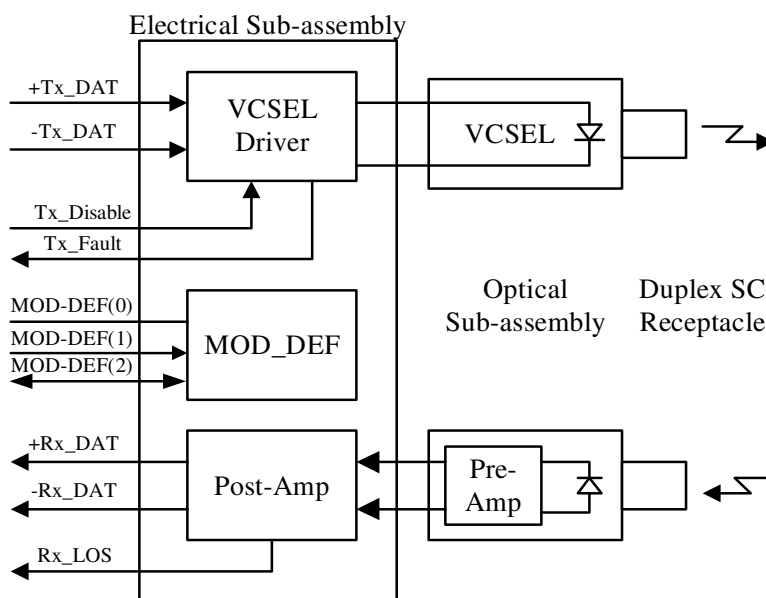 Electrical Sub-assembly
+Tx_DAT
-Tx_DAT
VCSEL
Driver
VCSEL
Tx_Disable
Tx_Fault
MOD-DEF(0)
MOD-DEF(1)
MOD-DEF(2)
MOD_DEF
Optical
Sub-assembly
Duplex SC
Receptacle
+Rx_DAT
-Rx_DAT
Post-Amp
Pre-
Amp
Rx_LOS